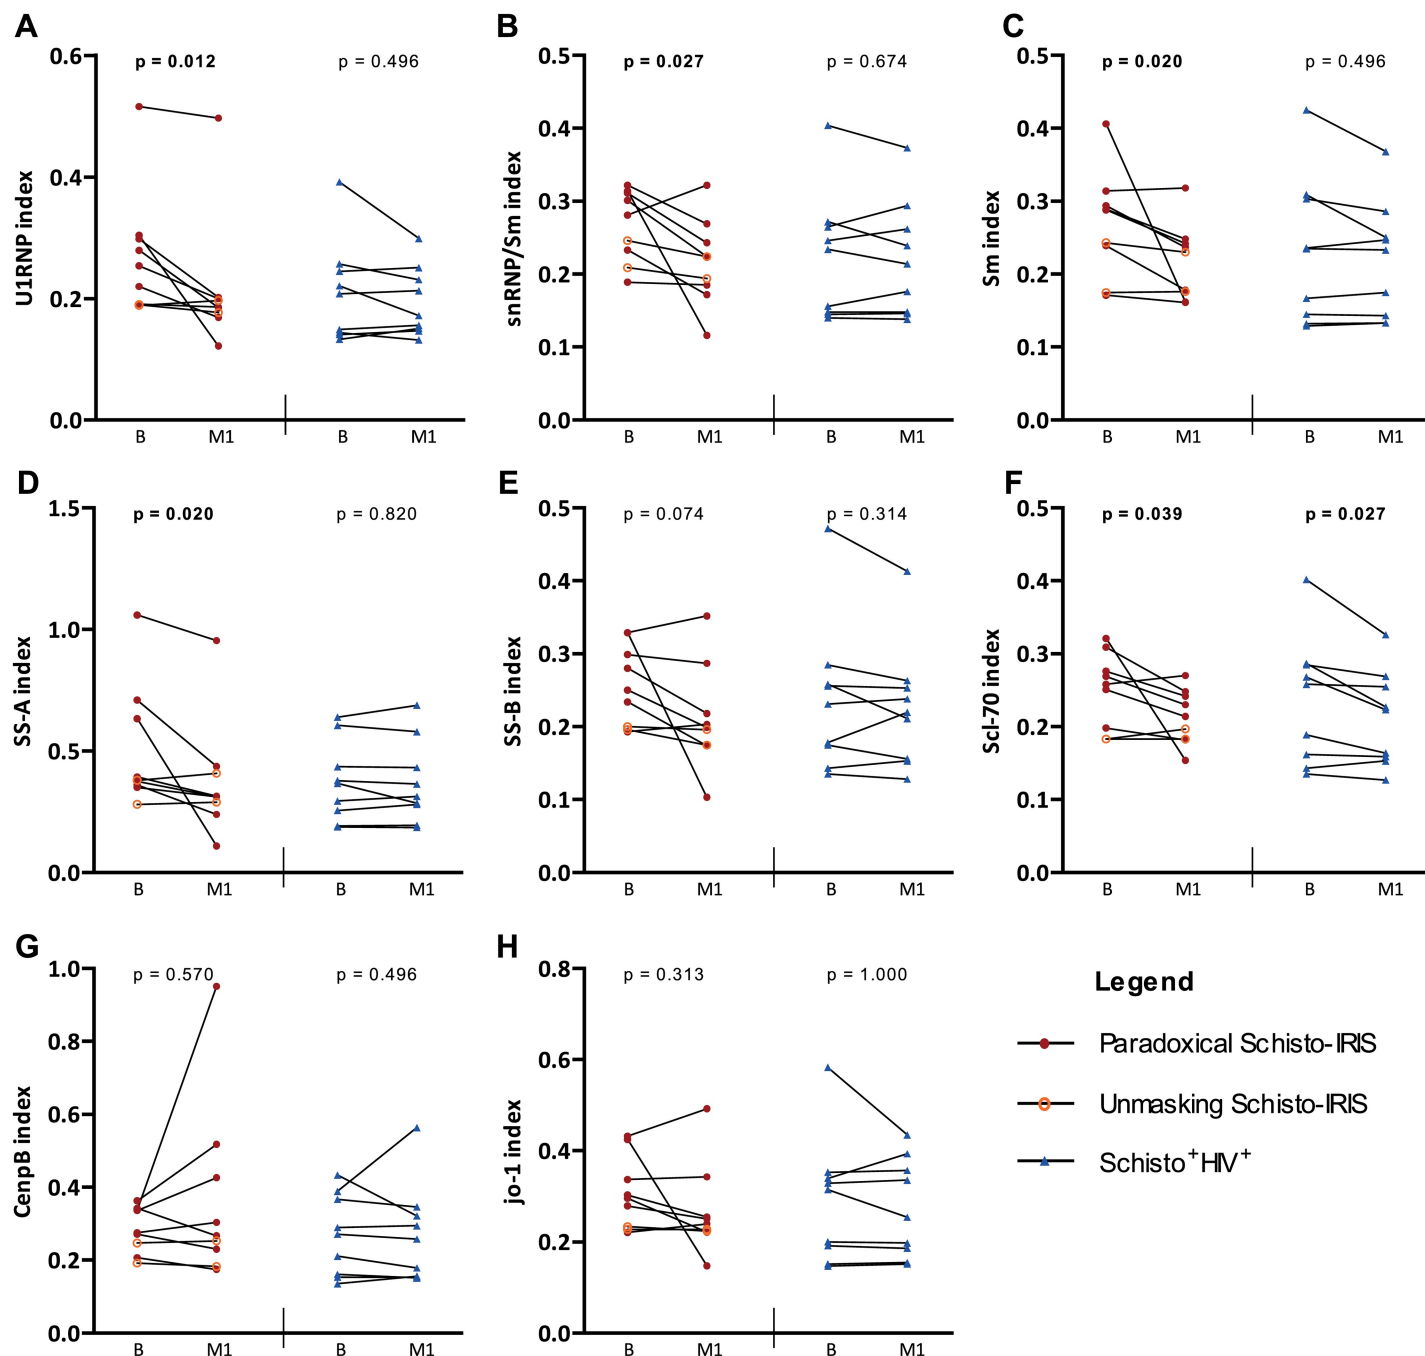 A
B
C
U1RNP index
0.6
0.4
0.2
0.0
p = 0.012
p = 0.496
B
M1
B
M1
snRNP/Sm index
0.5
0.4
0.3
0.2
0.1
0.0
p = 0.027
p = 0.674
B
M1
B
M1
Sm index
0.5
0.4
0.3
0.2
0.1
0.0
p = 0.020
p = 0.496
B
M1
B
M1
D
E
F
SS-A index
1.5
1.0
0.5
0.0
p = 0.020
p = 0.820
B
M1
B
M1
SS-B index
0.5
0.4
0.3
0.2
0.1
0.0
p = 0.074
p = 0.314
B
M1
B
M1
Scl-70 index
0.5
0.4
0.3
0.2
0.1
0.0
p = 0.039
p = 0.027
B
M1
B
M1
G
H
CenpB index
1.0
0.8
0.6
0.4
0.2
0.0
p = 0.570
p = 0.496
B
M1
B
M1
jo-1 index
0.8
0.6
0.4
0.2
0.0
p = 0.313
p = 1.000
B
M1
B
M1
Legend
Paradoxical Schisto-IRIS
Unmasking Schisto-IRIS
Schisto⁺HIV⁺